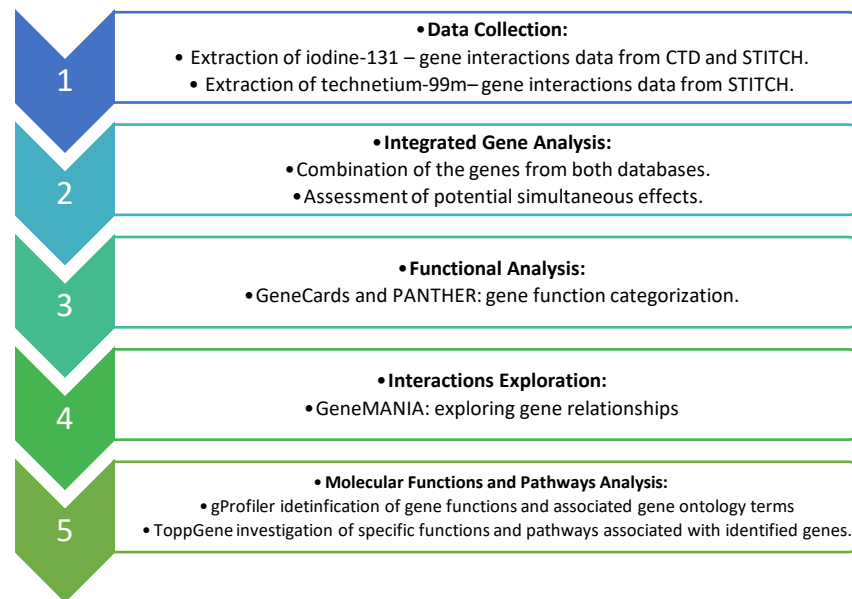 1
•Data Collection:
• Extraction of iodine-131 – gene interactions data from CTD and STITCH.
• Extraction of technetium-99m– gene interactions data from STITCH.
2
•Integrated Gene Analysis:
•Combination of the genes from both databases.
•Assessment of potential simultaneous effects.
3
•Functional Analysis:
•GeneCards and PANTHER: gene function categorization.
4
•Interactions Exploration:
•GeneMANIA: exploring gene relationships
5
• Molecular Functions and Pathways Analysis:
• gProfiler idetinfication of gene functions and associated gene ontology terms
• ToppGene investigation of specific functions and pathways associated with identified genes.